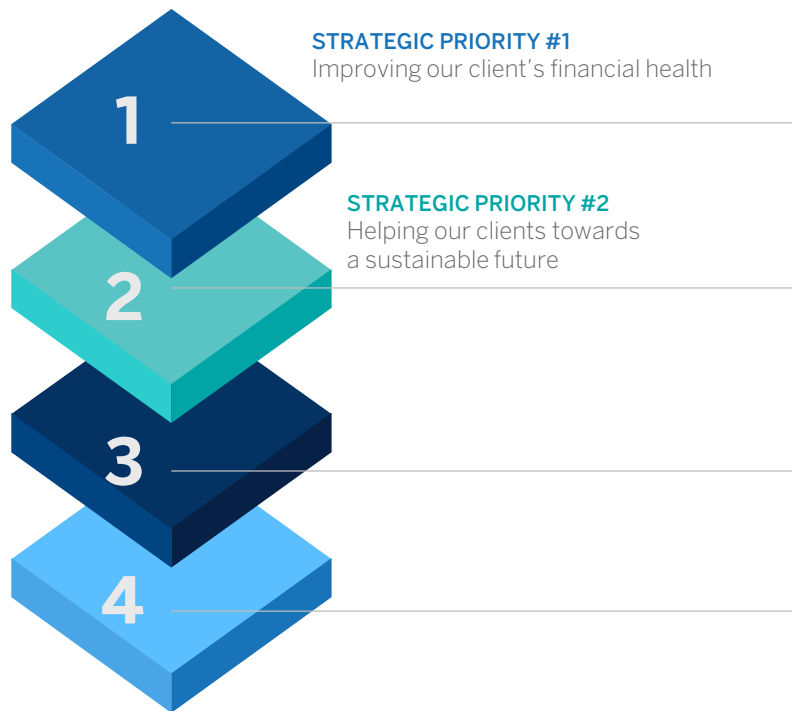 STRATEGIC PRIORITY #1
Improving our client's financial health
1
STRATEGIC PRIORITY #2
Helping our clients towards
a sustainable future
2
3
4